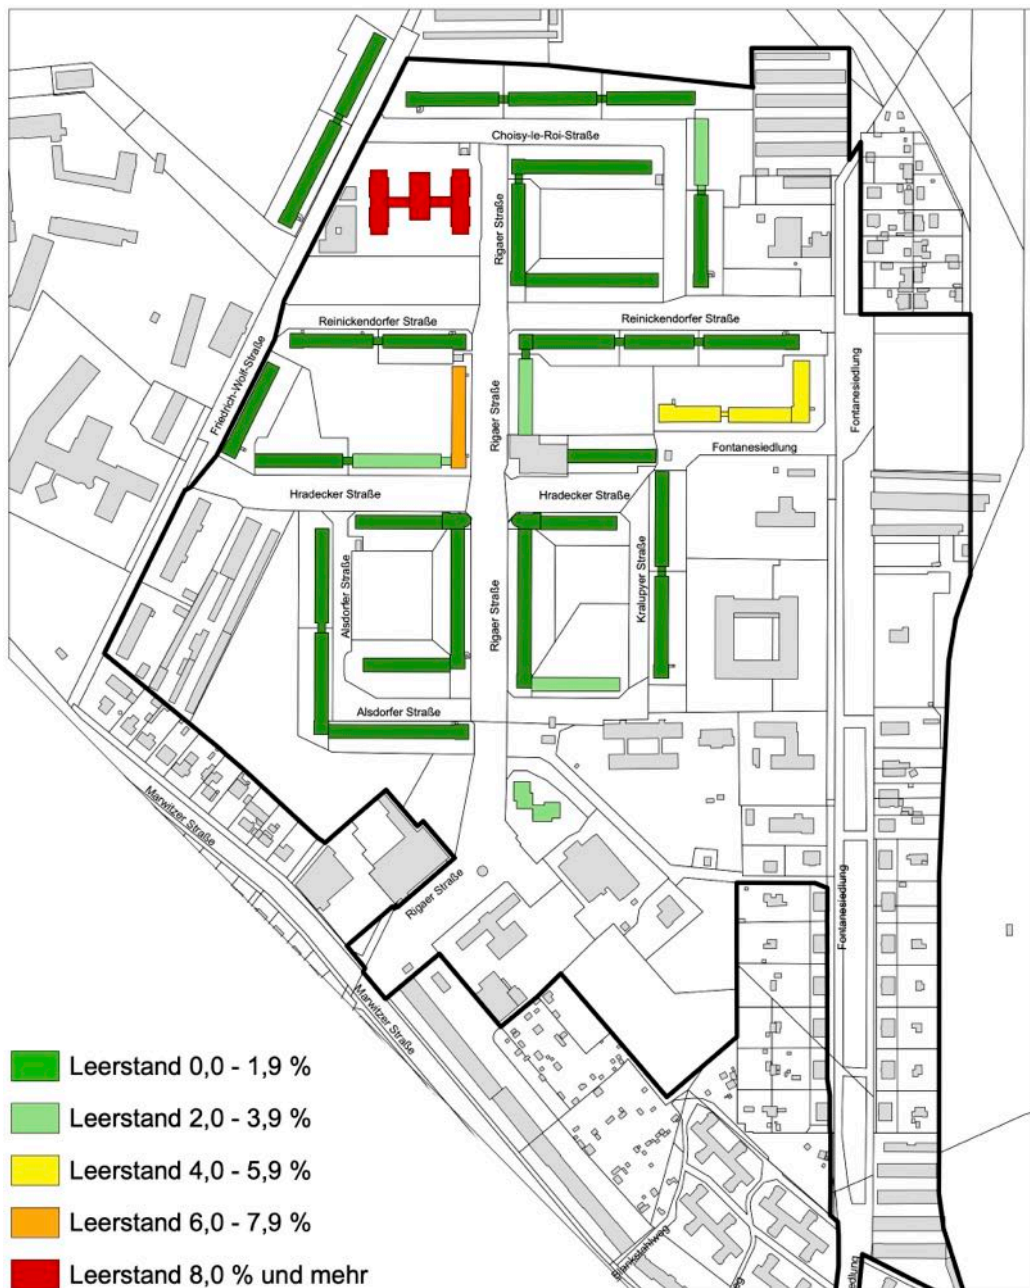 Choisy-le-Roi-Straße
Rigaer Straße
Reinickendorfer Straße
Reinickendorfer Straße
Friedrich-Wolf-Straße
Rigaer Straße
Fontanesiedlung
Fontanesiedlung
Hradecker Straße
Hradecker Straße
Alsdorfer Straße
Rigaer Straße
Kralupyer Straße
Alsdorfer Straße
Marwitzer Straße
Rigaer Straße
Fontanesiedlung
Marwitzer Straße
Leerstand 0,0 - 1,9 %
Leerstand 2,0 - 3,9 %
Leerstand 4,0 - 5,9 %
Leerstand 6,0 - 7,9 %
Leerstand 8,0 % und mehr